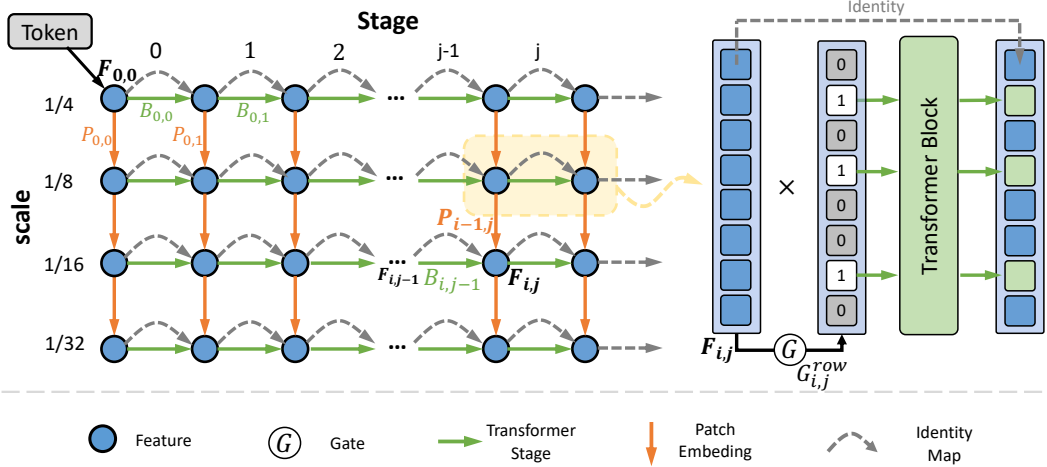 Stage
Token
0 1 2 j-1 j
F0,0
1/4
B0,0 B0,1 ...
P0,0 P0,1
1/8
...
scale
Pi−1,j
1/16
...
Fi,j−1 Bi,j−1 Fi,j
1/32
...
Identity
0
1
0
×
1
0
0
1
0
Transformer Block
Fi,j
G
G^row_i,j
Feature
G
Gate
Transformer
Stage
Patch
Embeding
Identity
Map